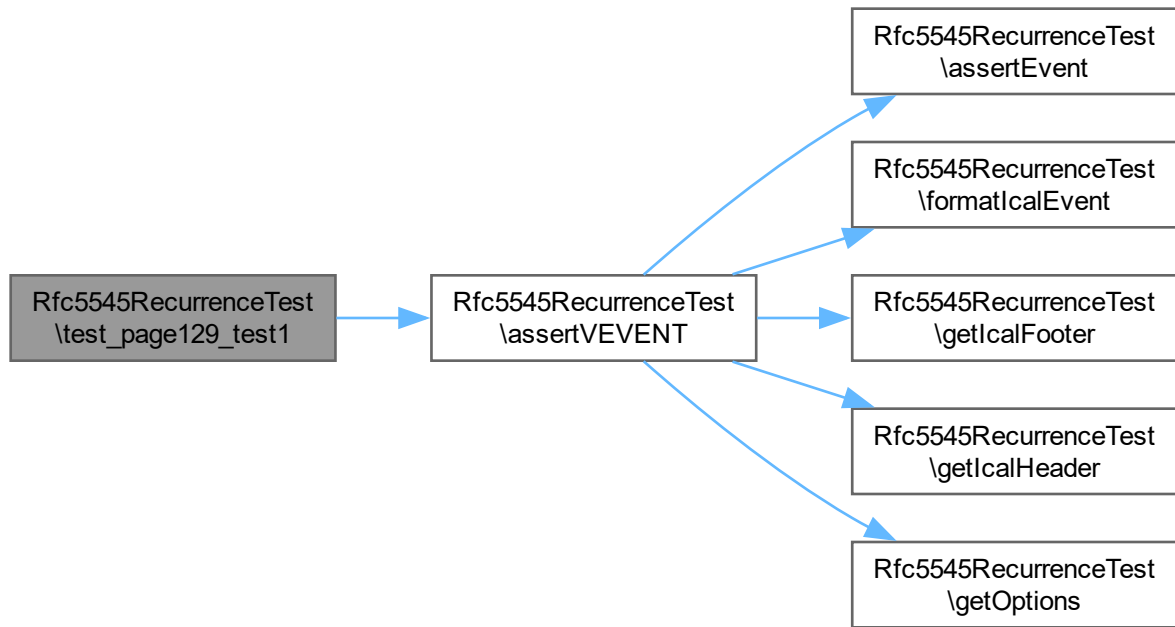 Rfc5545RecurrenceTest
\assertEvent
Rfc5545RecurrenceTest
\formatIcalEvent
Rfc5545RecurrenceTest
\test_page129_test1
Rfc5545RecurrenceTest
\assertVEVENT
Rfc5545RecurrenceTest
\getIcalFooter
Rfc5545RecurrenceTest
\getIcalHeader
Rfc5545RecurrenceTest
\getOptions